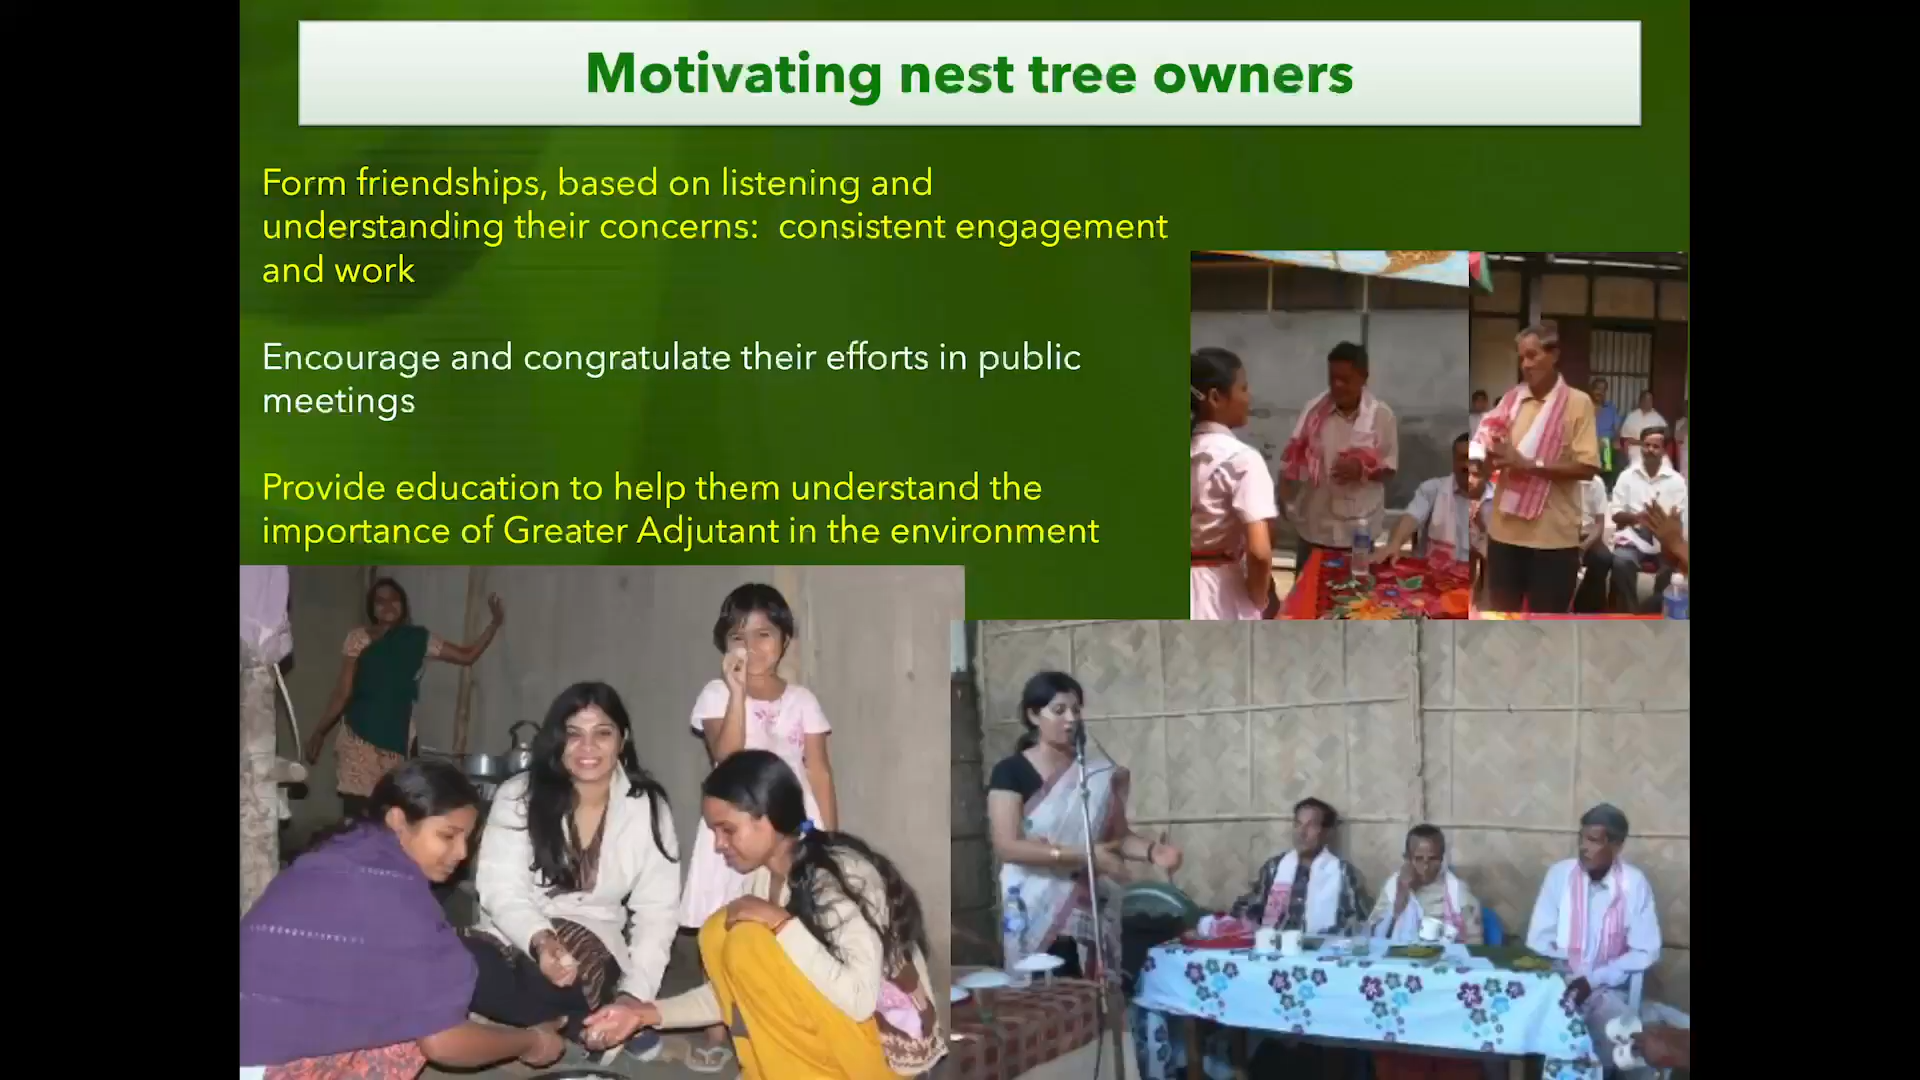 Motivating nest tree owners
Form friendships, based on listening and
understanding their concerns:  consistent engagement
and work
Encourage and congratulate their efforts in public
meetings
Provide education to help them understand the
importance of Greater Adjutant in the environment